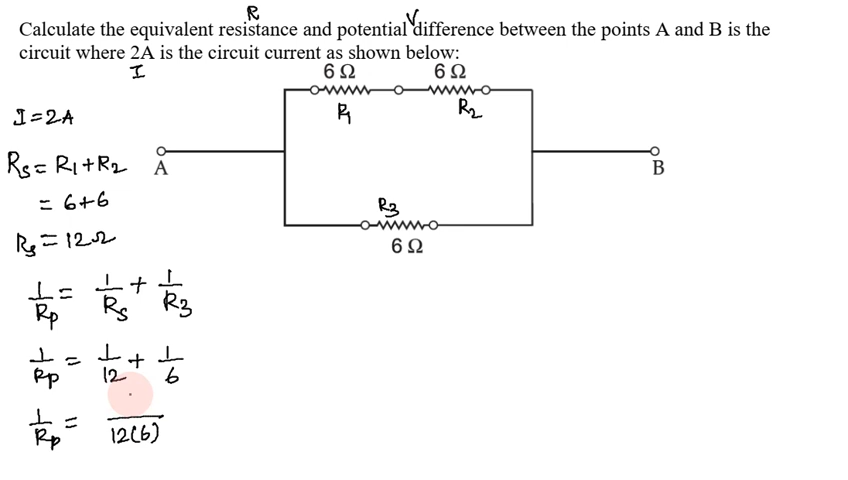 R V
Calculate the equivalent resistance and potential difference between the points A and B is the
circuit where 2A is the circuit current as shown below:
I
6 Ω 6 Ω
R1 R2
I = 2A
A B
Rs = R1 + R2
= 6+6
R3
Rs = 12Ω
6 Ω
1/Rp = 1/Rs + 1/R3
1/Rp = 1/12 + 1/6
1/Rp = /12(6)